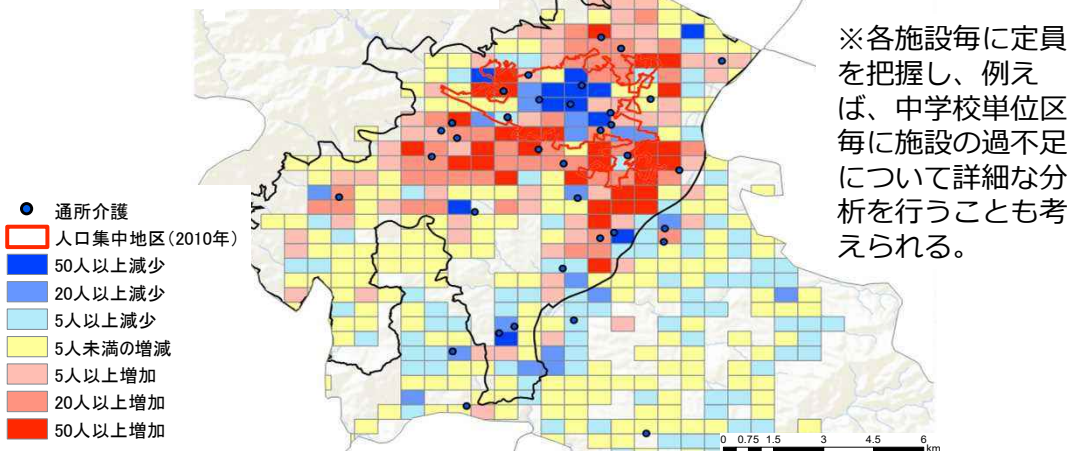 ※各施設毎に定員
を把握し、例え
ば、中学校単位区
毎に施設の過不足
について詳細な分
析を行うことも考
えられる。
通所介護
人口集中地区(2010年)
50人以上減少
20人以上減少
5人以上減少
5人未満の増減
5人以上増加
20人以上増加
50人以上増加
0 0.75 1.5 3 4.5 6
km